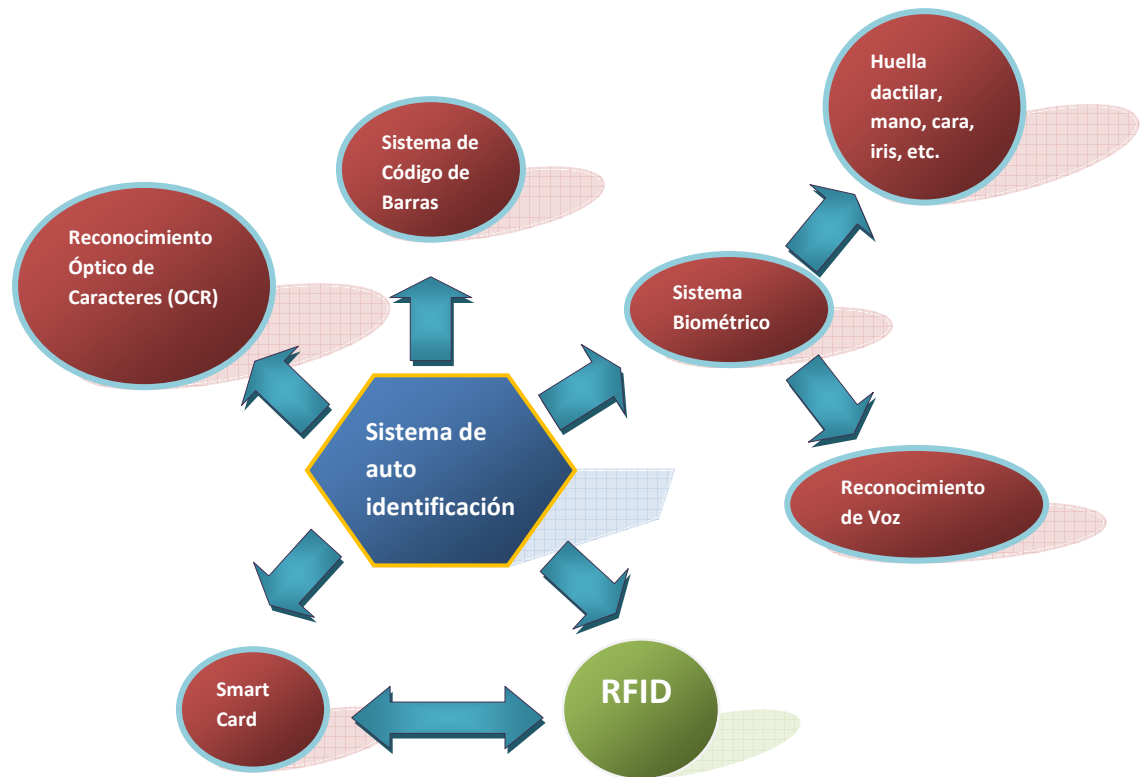 Huella
dactilar,
mano, cara,
iris, etc.
Sistema de
Código de
Barras
Reconocimiento
Óptico de
Caracteres (OCR)
Sistema
Biométrico
Sistema de
auto
identificación
Reconocimiento
de Voz
Smart
Card
RFID